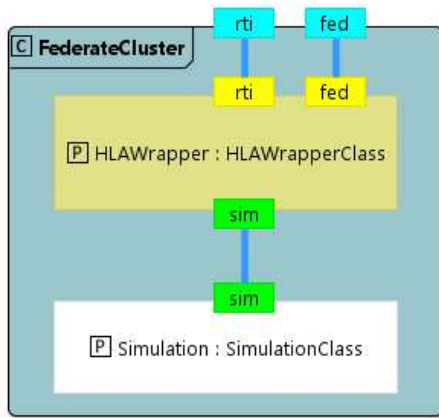 rti fed
C FederateCluster
rti fed
P HLAWrapper : HLAWrapperClass
sim
sim
P Simulation : SimulationClass